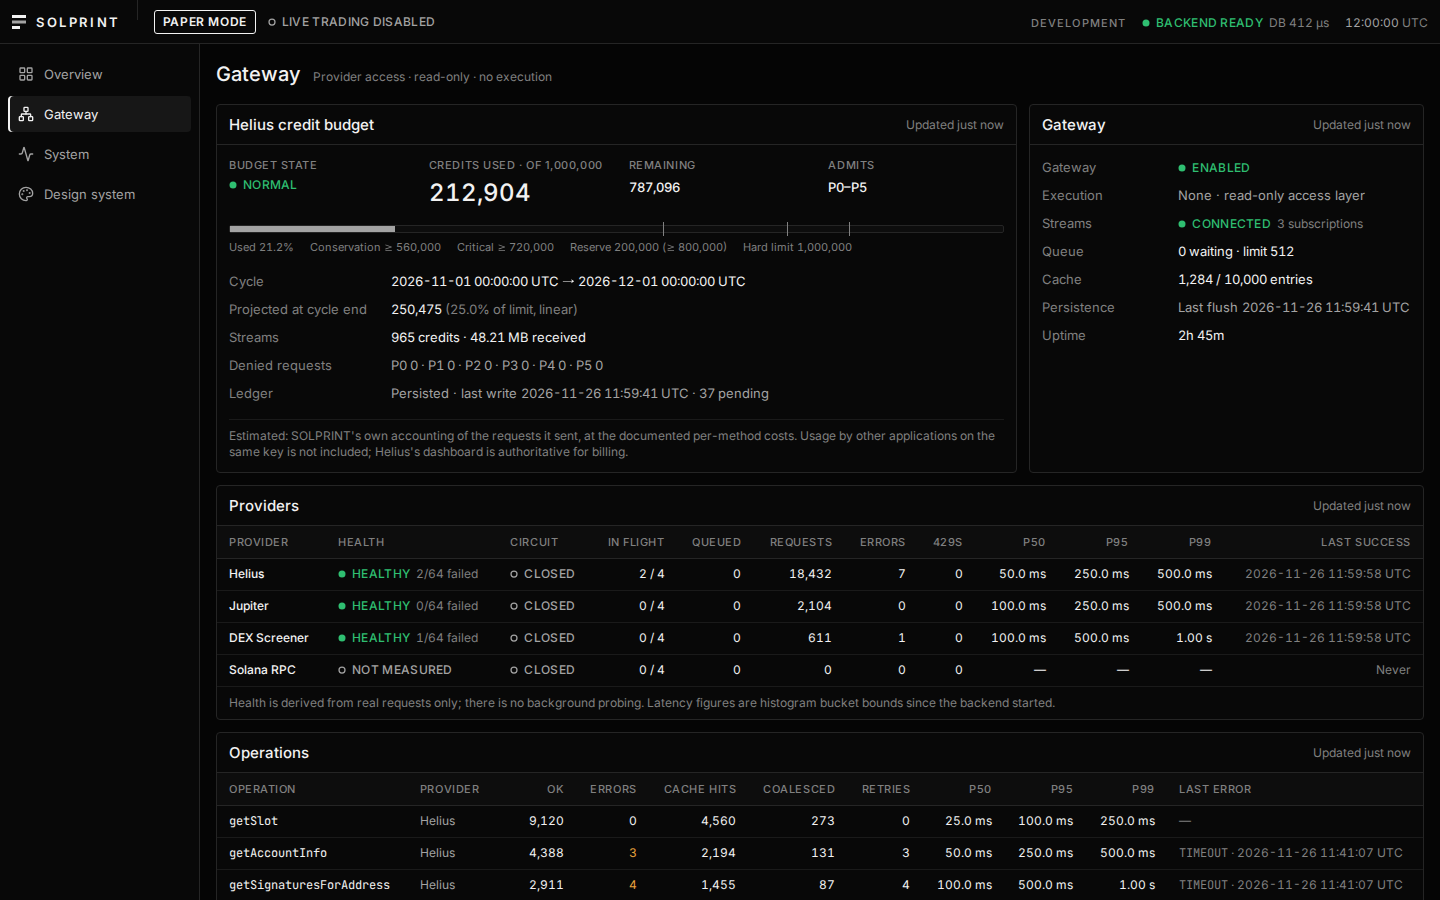 SOLPRINT
PAPER MODE
LIVE TRADING DISABLED
DEVELOPMENT
BACKEND READY DB 412 µs
12:00:00 UTC
Overview
Gateway
System
Design system
Gateway
Provider access · read-only · no execution
Helius credit budget
Updated just now
BUDGET STATE
NORMAL
CREDITS USED · OF 1,000,000
212,904
REMAINING
787,096
ADMITS
P0–P5
Used 21.2% Conservation ≥ 560,000 Critical ≥ 720,000 Reserve 200,000 (≥ 800,000) Hard limit 1,000,000
Cycle 2026-11-01 00:00:00 UTC → 2026-12-01 00:00:00 UTC
Projected at cycle end 250,475 (25.0% of limit, linear)
Streams 965 credits · 48.21 MB received
Denied requests P0 0 · P1 0 · P2 0 · P3 0 · P4 0 · P5 0
Ledger Persisted · last write 2026-11-26 11:59:41 UTC · 37 pending
Estimated: SOLPRINT's own accounting of the requests it sent, at the documented per-method costs. Usage by other applications on the
same key is not included; Helius's dashboard is authoritative for billing.
Gateway
Updated just now
Gateway ENABLED
Execution None · read-only access layer
Streams CONNECTED 3 subscriptions
Queue 0 waiting · limit 512
Cache 1,284 / 10,000 entries
Persistence Last flush 2026-11-26 11:59:41 UTC
Uptime 2h 45m
Providers
Updated just now
PROVIDER HEALTH CIRCUIT IN FLIGHT QUEUED REQUESTS ERRORS 429S P50 P95 P99 LAST SUCCESS
Helius HEALTHY 2/64 failed CLOSED 2 / 4 0 18,432 7 0 50.0 ms 250.0 ms 500.0 ms 2026-11-26 11:59:58 UTC
Jupiter HEALTHY 0/64 failed CLOSED 0 / 4 0 2,104 0 0 100.0 ms 250.0 ms 500.0 ms 2026-11-26 11:59:58 UTC
DEX Screener HEALTHY 1/64 failed CLOSED 0 / 4 0 611 1 0 100.0 ms 500.0 ms 1.00 s 2026-11-26 11:59:58 UTC
Solana RPC NOT MEASURED CLOSED 0 / 4 0 0 0 0 — — — Never
Health is derived from real requests only; there is no background probing. Latency figures are histogram bucket bounds since the backend started.
Operations
Updated just now
OPERATION PROVIDER OK ERRORS CACHE HITS COALESCED RETRIES P50 P95 P99 LAST ERROR
getSlot Helius 9,120 0 4,560 273 0 25.0 ms 100.0 ms 250.0 ms —
getAccountInfo Helius 4,388 3 2,194 131 3 50.0 ms 250.0 ms 500.0 ms TIMEOUT · 2026-11-26 11:41:07 UTC
getSignaturesForAddress Helius 2,911 4 1,455 87 4 100.0 ms 500.0 ms 1.00 s TIMEOUT · 2026-11-26 11:41:07 UTC